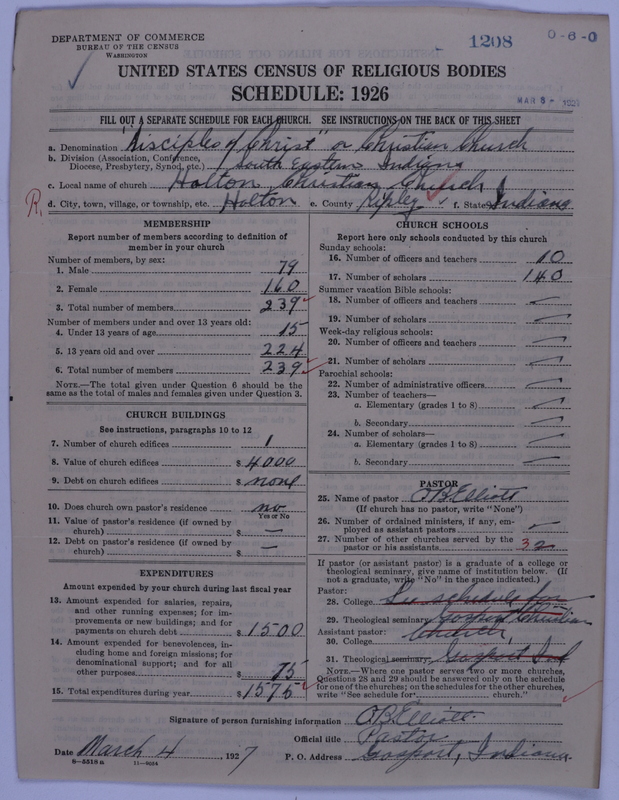 DEPARTMENT OF COMMERCE
BUREAU OF THE CENSUS
WASHINGTON
1208
0-6-0
UNITED STATES CENSUS OF RELIGIOUS BODIES
SCHEDULE: 1926
MAR 8 - 1927
FILL OUT A SEPARATE SCHEDULE FOR EACH CHURCH. SEE INSTRUCTIONS ON THE BACK OF THIS SHEET
a. Denomination "Disciples of Christ" or Christian Church
b. Division (Association, Conference, Diocese, Presbytery, Synod, etc.) South Eastern Indiana
c. Local name of church Holton Christian Church
R. d. City, town, village, or township, etc. Holton e. County Ripley f. State Indiana
MEMBERSHIP
Report number of members according to definition of
member in your church
Number of members, by sex:
1. Male 79
2. Female 160
3. Total number of members 239
Number of members under and over 13 years old:
4. Under 13 years of age 15
5. 13 years old and over 224
6. Total number of members 239
NOTE.—The total given under Question 6 should be the
same as the total of males and females given under Question 3.
CHURCH BUILDINGS
See instructions, paragraphs 10 to 12
7. Number of church edifices 1
8. Value of church edifices $ 4000
9. Debt on church edifices $ none
10. Does church own pastor's residence no
Yes or No
11. Value of pastor's residence (if owned by
church) $ —
12. Debt on pastor's residence (if owned by
church) $ —
EXPENDITURES
Amount expended by your church during last fiscal year
13. Amount expended for salaries, repairs,
and other running expenses; for im-
provements or new buildings; and for
payments on church debt $ 1500
14. Amount expended for benevolences, in-
cluding home and foreign missions; for
denominational support; and for all
other purposes $ 75
15. Total expenditures during year $ 1575
CHURCH SCHOOLS
Report here only schools conducted by this church
Sunday schools:
16. Number of officers and teachers 10
17. Number of scholars 140
Summer vacation Bible schools:
18. Number of officers and teachers —
19. Number of scholars —
Week-day religious schools:
20. Number of officers and teachers —
21. Number of scholars —
Parochial schools:
22. Number of administrative officers —
23. Number of teachers—
a. Elementary (grades 1 to 8) —
b. Secondary —
24. Number of scholars—
a. Elementary (grades 1 to 8) —
b. Secondary —
PASTOR
25. Name of pastor O B Elliott
(If church has no pastor, write "None")
26. Number of ordained ministers, if any, em-
ployed as assistant pastors —
27. Number of other churches served by the
pastor or his assistants 3 2
If pastor (or assistant pastor) is a graduate of a college or
theological seminary, give name of institution below. (If
not a graduate, write "No" in the space indicated.)
Pastor:
28. College See schedule for
29. Theological seminary Gosport Christian
Assistant pastor: Church,
30. College
31. Theological seminary Gosport Ind
NOTE.—Where one pastor serves two or more churches,
Questions 28 and 29 should be answered only on the schedule
for one of the churches; on the schedules for the other churches,
write "See schedule for church."
Signature of person furnishing information O.B. Elliott.
Official title Pastor
Date March 4, 1927 P. O. Address Gosport, Indiana.
8-5510a 11-9084